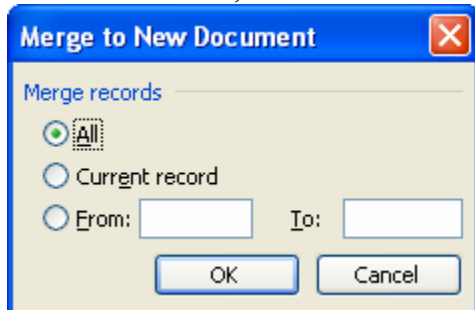 Merge to New Document
Merge records
All
Current record
From: To:
OK Cancel